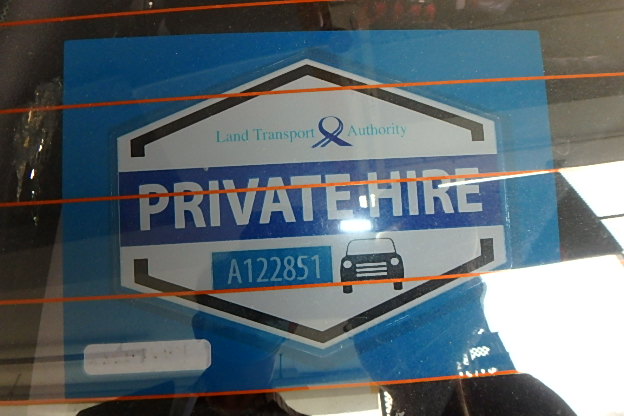 Land Transport Authority
PRIVATE HIRE
A122851